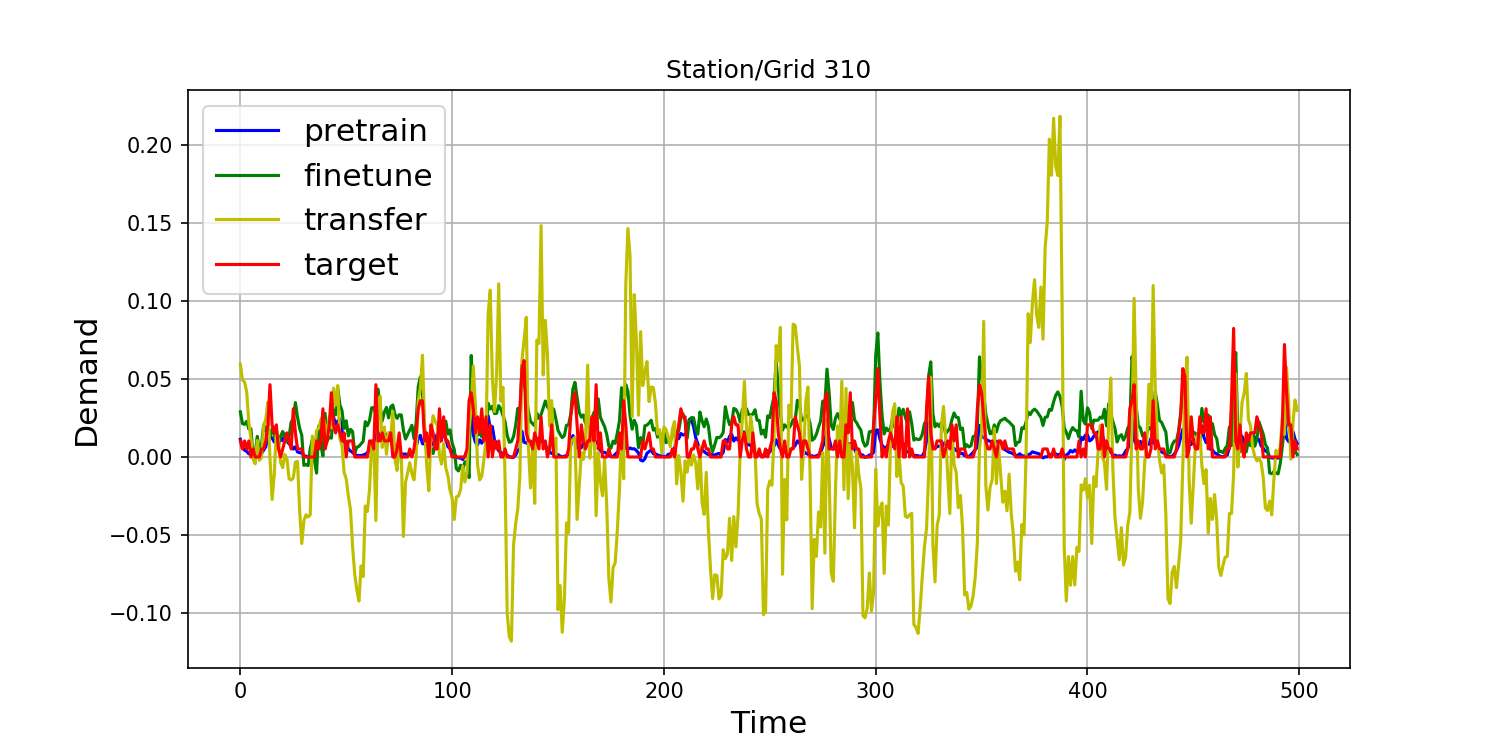 Station/Grid 310
pretrain
finetune
transfer
target
0.20
0.15
0.10
0.05
0.00
−0.05
−0.10
Demand
0 100 200 300 400 500
Time